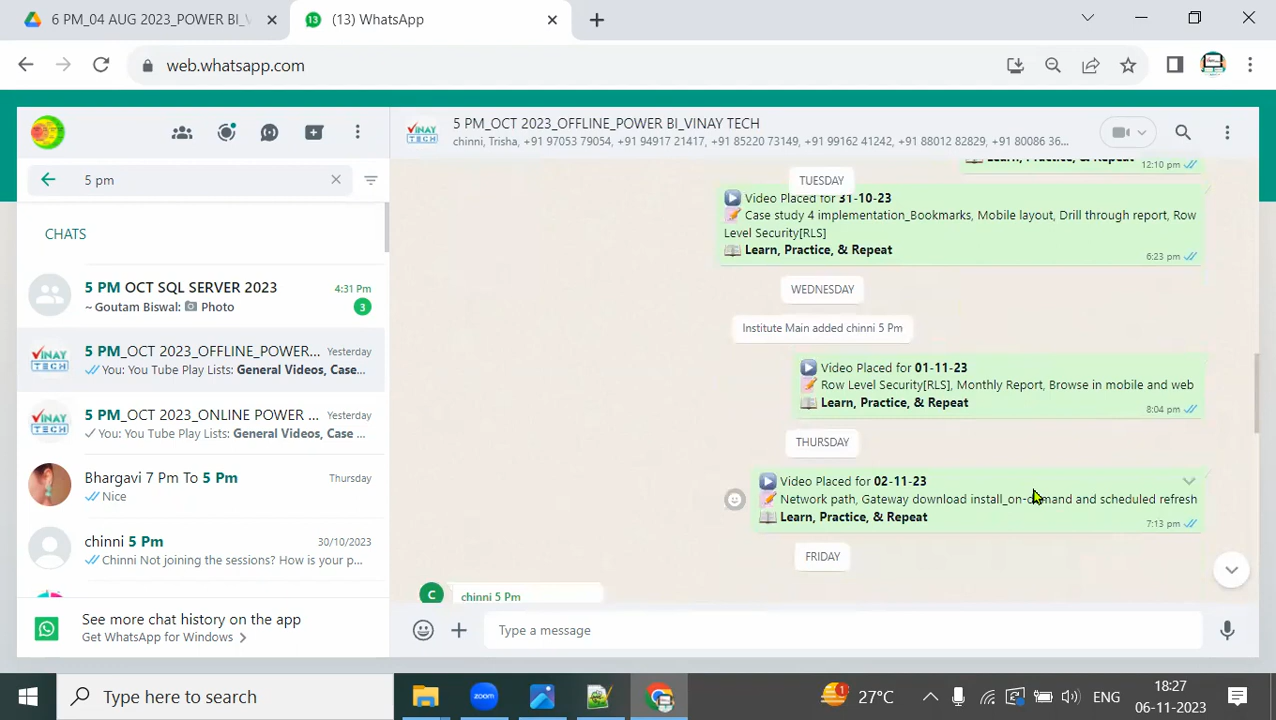 6 PM_04 AUG 2023_POWER BI_V
(13) WhatsApp
web.whatsapp.com
5 pm
CHATS
5 PM OCT SQL SERVER 2023
4:31 Pm
~ Goutam Biswal: Photo
3
5 PM_OCT 2023_OFFLINE_POWER...
Yesterday
You: You Tube Play Lists: General Videos, Case ...
5 PM_OCT 2023_ONLINE POWER ...
Yesterday
You: You Tube Play Lists: General Videos, Case ...
Bhargavi 7 Pm To 5 Pm
Thursday
Nice
chinni 5 Pm
30/10/2023
Chinni Not joining the sessions? How is your p...
See more chat history on the app
Get WhatsApp for Windows
VINAY TECH
5 PM_OCT 2023_OFFLINE_POWER BI_VINAY TECH
chinni, Trisha, +91 97053 79054, +91 94917 21417, +91 85220 73149, +91 99162 41242, +91 88012 82829, +91 80086 36...
Learn, Practice, & Repeat
12:10 pm
TUESDAY
Video Placed for 31-10-23
Case study 4 implementation_Bookmarks, Mobile layout, Drill through report, Row
Level Security[RLS]
Learn, Practice, & Repeat
6:23 pm
WEDNESDAY
Institute Main added chinni 5 Pm
Video Placed for 01-11-23
Row Level Security[RLS], Monthly Report, Browse in mobile and web
Learn, Practice, & Repeat
8:04 pm
THURSDAY
Video Placed for 02-11-23
Network path, Gateway download install_on-demand and scheduled refresh
Learn, Practice, & Repeat
7:13 pm
FRIDAY
C
chinni 5 Pm
Type a message
Type here to search
27°C
ENG
18:27
06-11-2023